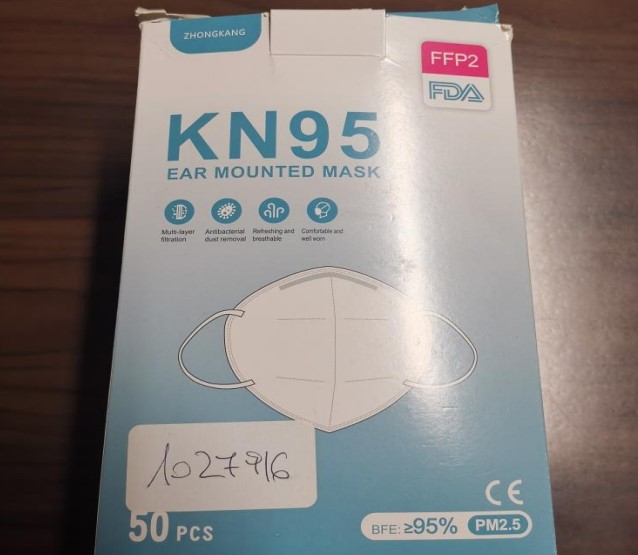 ZHONGKANG
FFP2
FDA
KN95
EAR MOUNTED MASK
Multi-layer filtration
Antibacterial dust removal
Refreshing and breathable
Comfortable and well worn
1027916
50 PCS
CE
BFE: ≥95% PM2.5